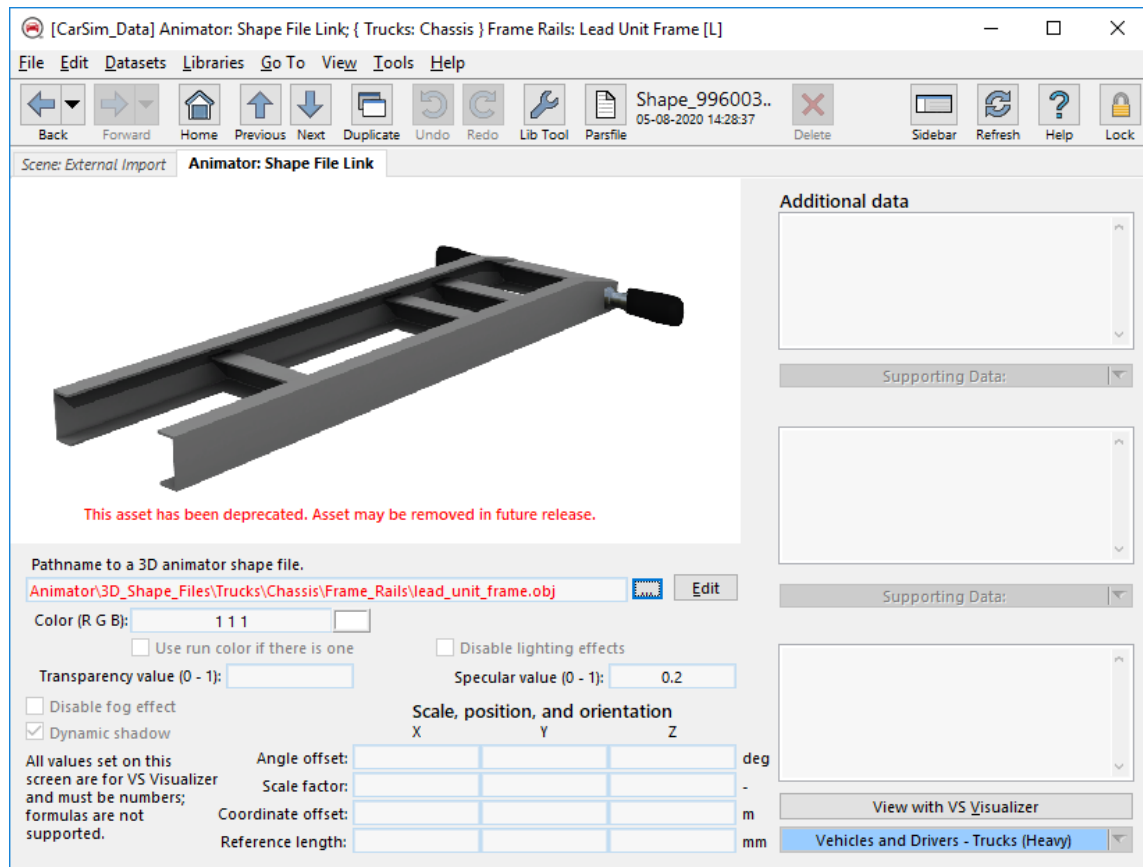 [CarSim_Data] Animator: Shape File Link; { Trucks: Chassis } Frame Rails: Lead Unit Frame [L]
File Edit Datasets Libraries Go To View Tools Help
Back Forward Home Previous Next Duplicate Undo Redo Lib Tool Parsfile Shape_996003.. 05-08-2020 14:28:37 Delete Sidebar Refresh Help Lock
Scene: External Import Animator: Shape File Link
Additional data
Supporting Data:
This asset has been deprecated. Asset may be removed in future release.
Pathname to a 3D animator shape file.
Animator\3D_Shape_Files\Trucks\Chassis\Frame_Rails\lead_unit_frame.obj ... Edit
Supporting Data:
Color (R G B): 1 1 1
Use run color if there is one Disable lighting effects
Transparency value (0 - 1): Specular value (0 - 1): 0.2
Disable fog effect
Scale, position, and orientation
Dynamic shadow
X Y Z
All values set on this
screen are for VS Visualizer
and must be numbers;
formulas are not
supported.
Angle offset: deg
Scale factor: -
Coordinate offset: m
Reference length: mm
View with VS Visualizer
Vehicles and Drivers - Trucks (Heavy)